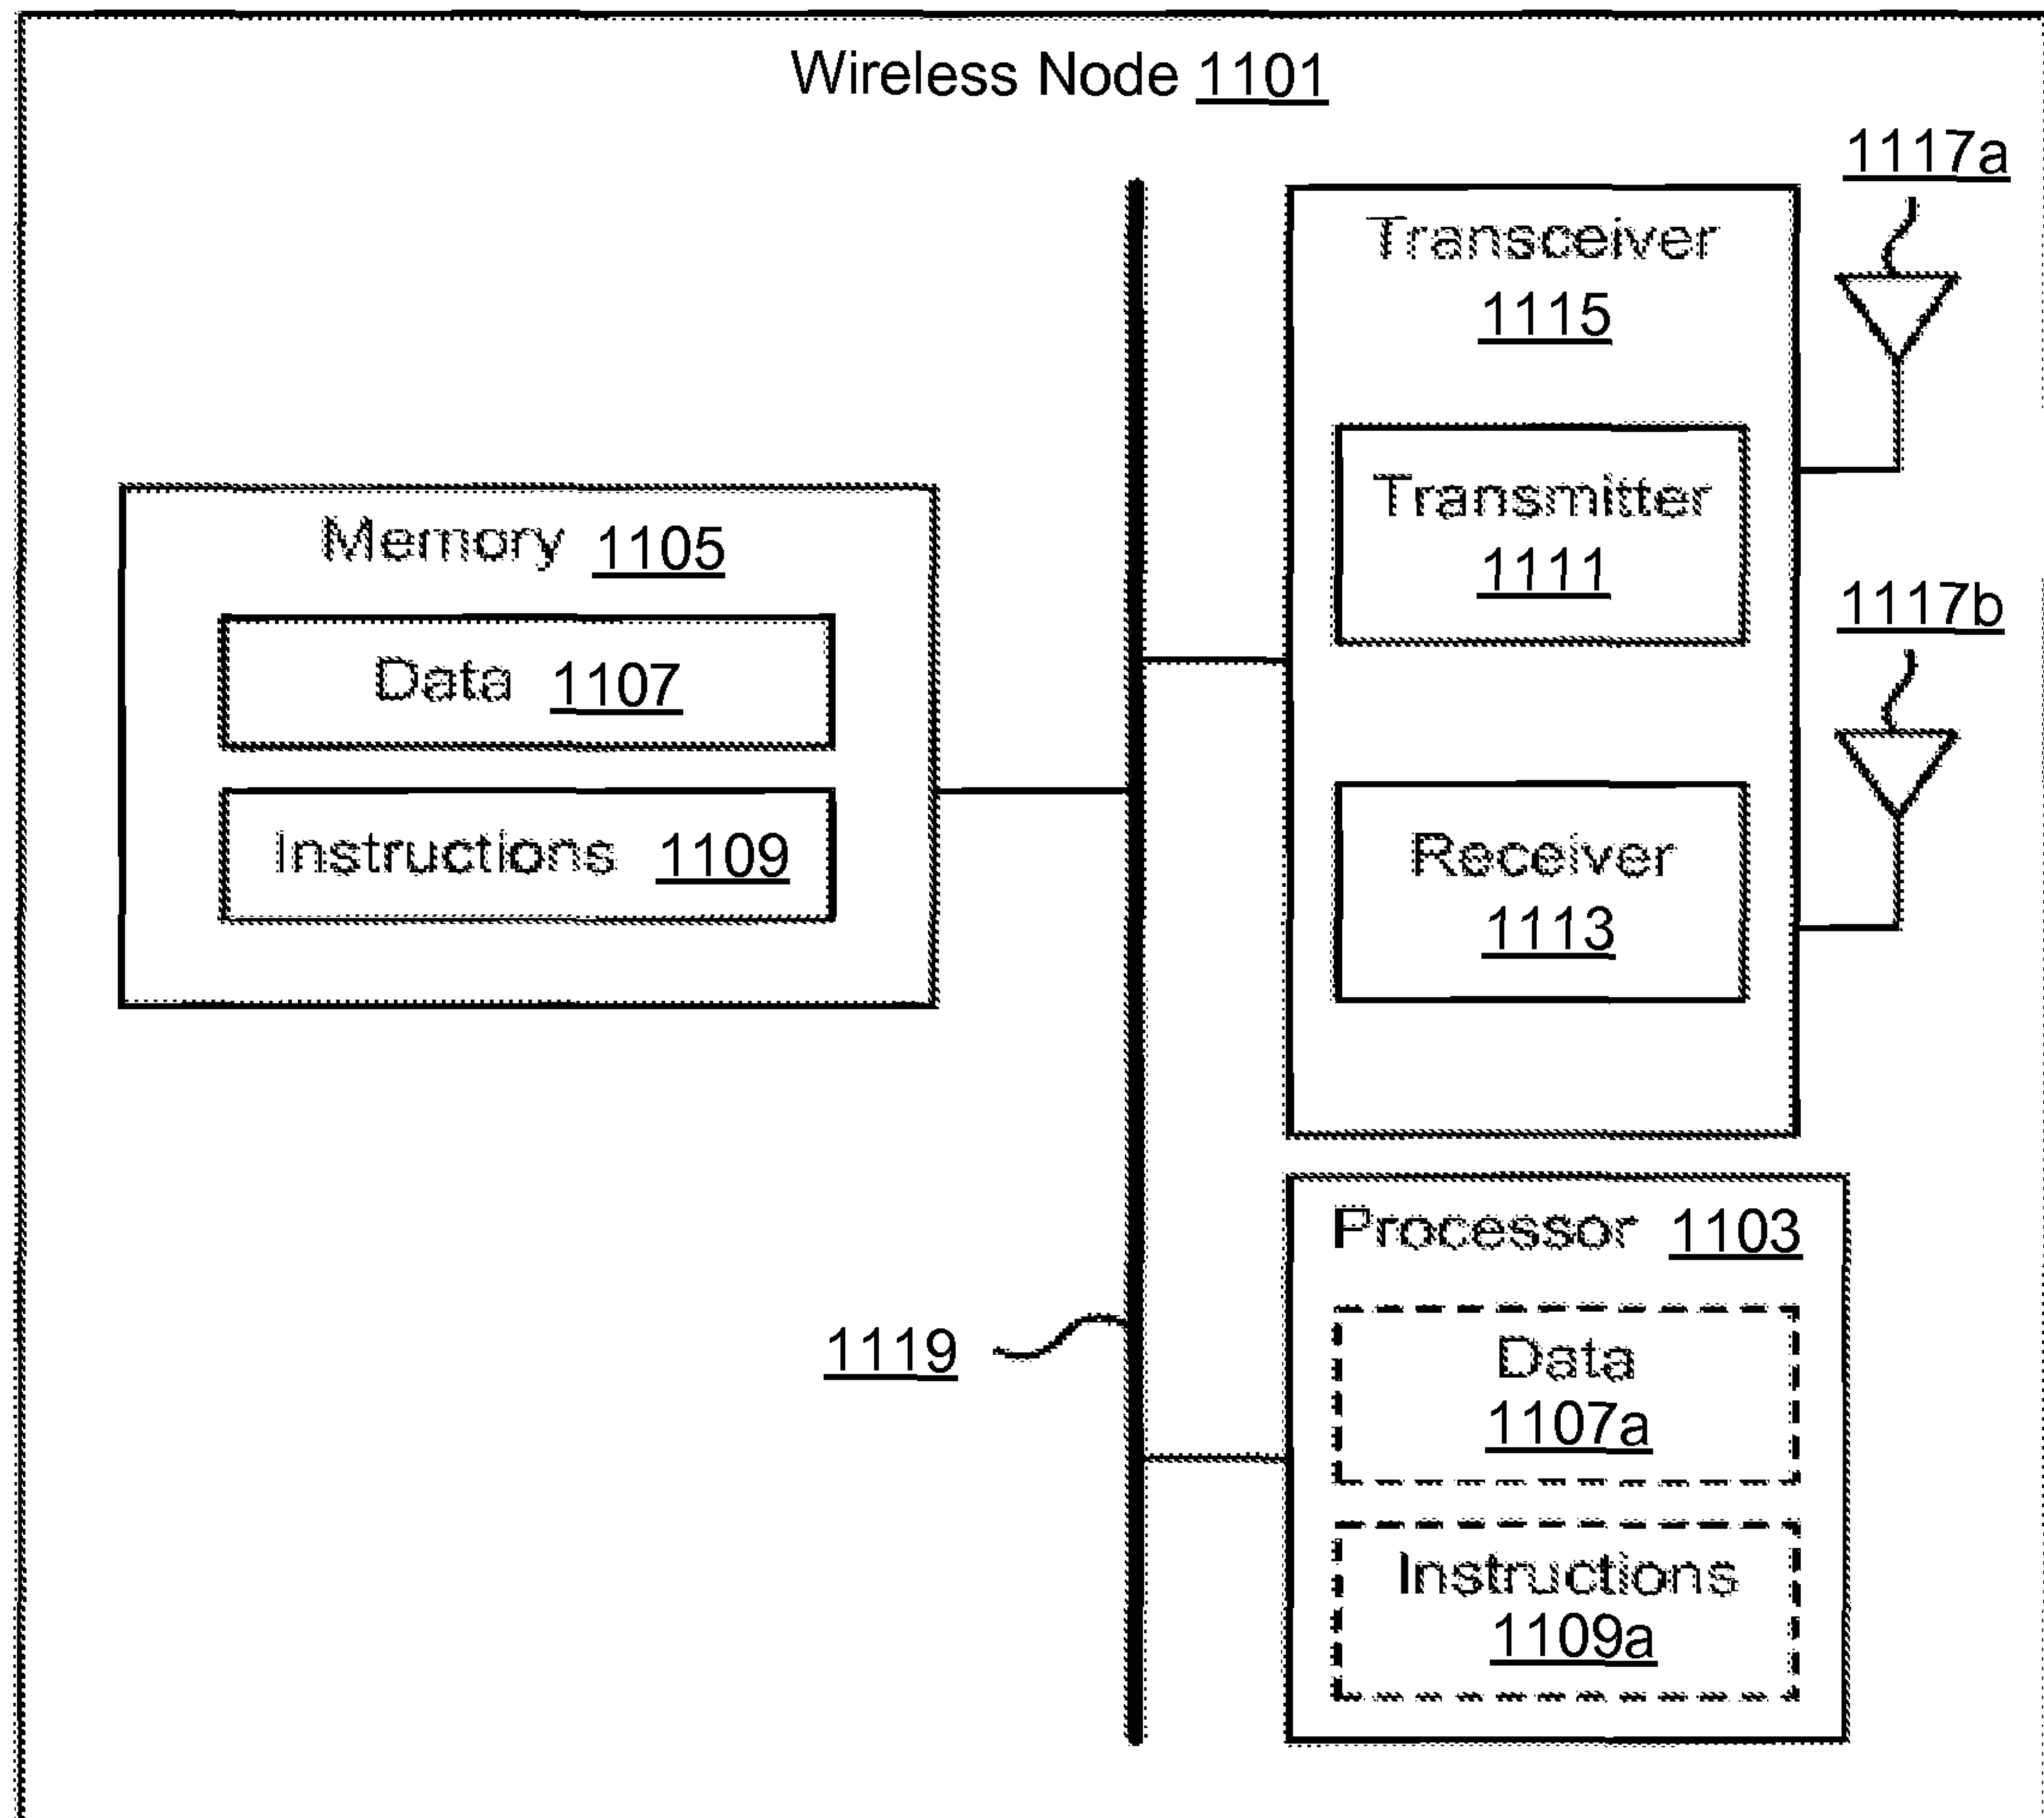 Wireless Node 1101
1117a
Transceiver
1115
Transmitter
1111
Memory 1105
Data 1107
Instructions 1109
1117b
Receiver
1113
Processor 1103
Data
1107a
Instructions
1109a
1119